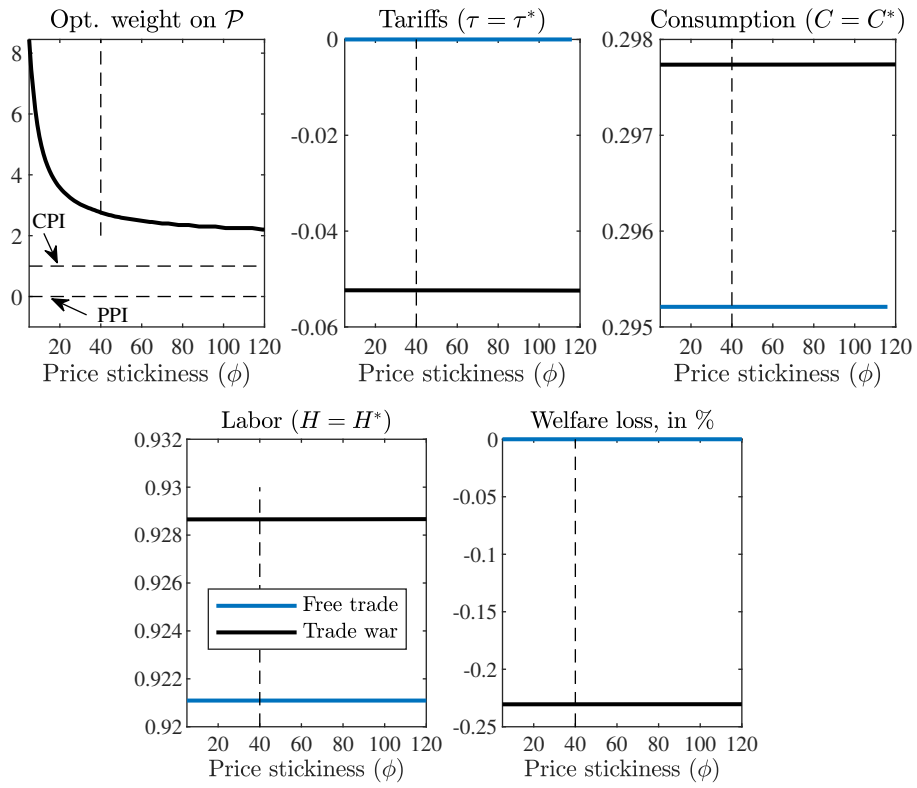 Opt. weight on $\mathcal{P}$
8
6
4
2
0
CPI
PPI
20 40 60 80 100 120
Price stickiness (ϕ)
Tariffs (τ = τ*)
0
-0.02
-0.04
-0.06
20 40 60 80 100 120
Price stickiness (ϕ)
Consumption (C = C*)
0.298
0.297
0.296
0.295
20 40 60 80 100 120
Price stickiness (ϕ)
Labor (H = H*)
0.932
0.93
0.928
0.926
0.924
0.922
0.92
Free trade
Trade war
20 40 60 80 100 120
Price stickiness (ϕ)
Welfare loss, in %
0
-0.05
-0.1
-0.15
-0.2
-0.25
20 40 60 80 100 120
Price stickiness (ϕ)